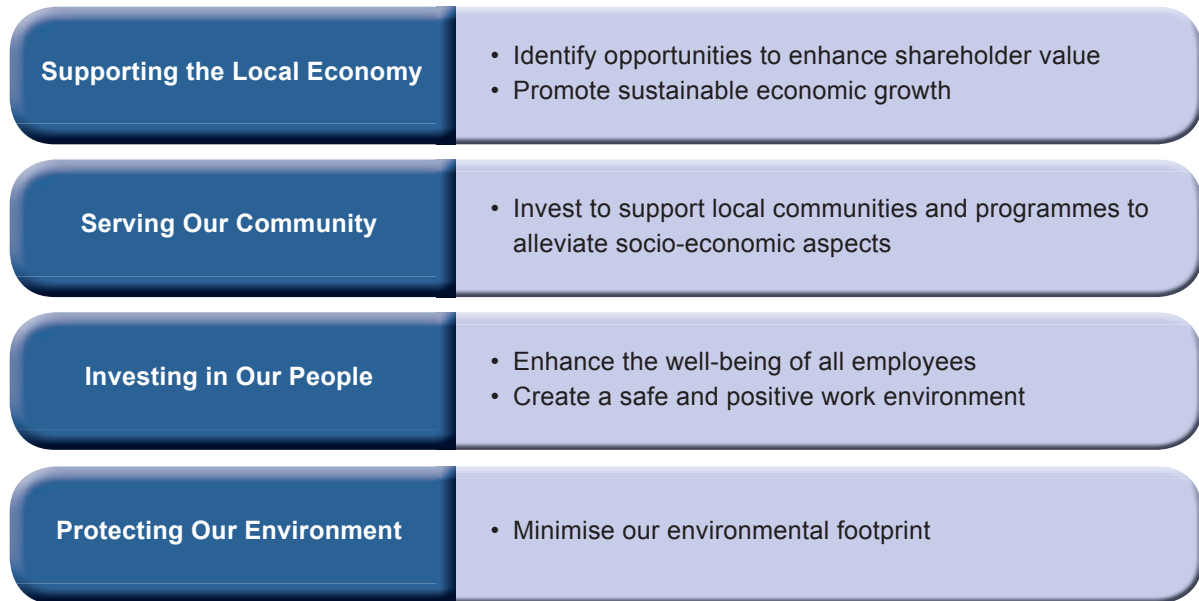 Supporting the Local Economy
• Identify opportunities to enhance shareholder value
• Promote sustainable economic growth
Serving Our Community
• Invest to support local communities and programmes to
alleviate socio-economic aspects
Investing in Our People
• Enhance the well-being of all employees
• Create a safe and positive work environment
Protecting Our Environment
• Minimise our environmental footprint